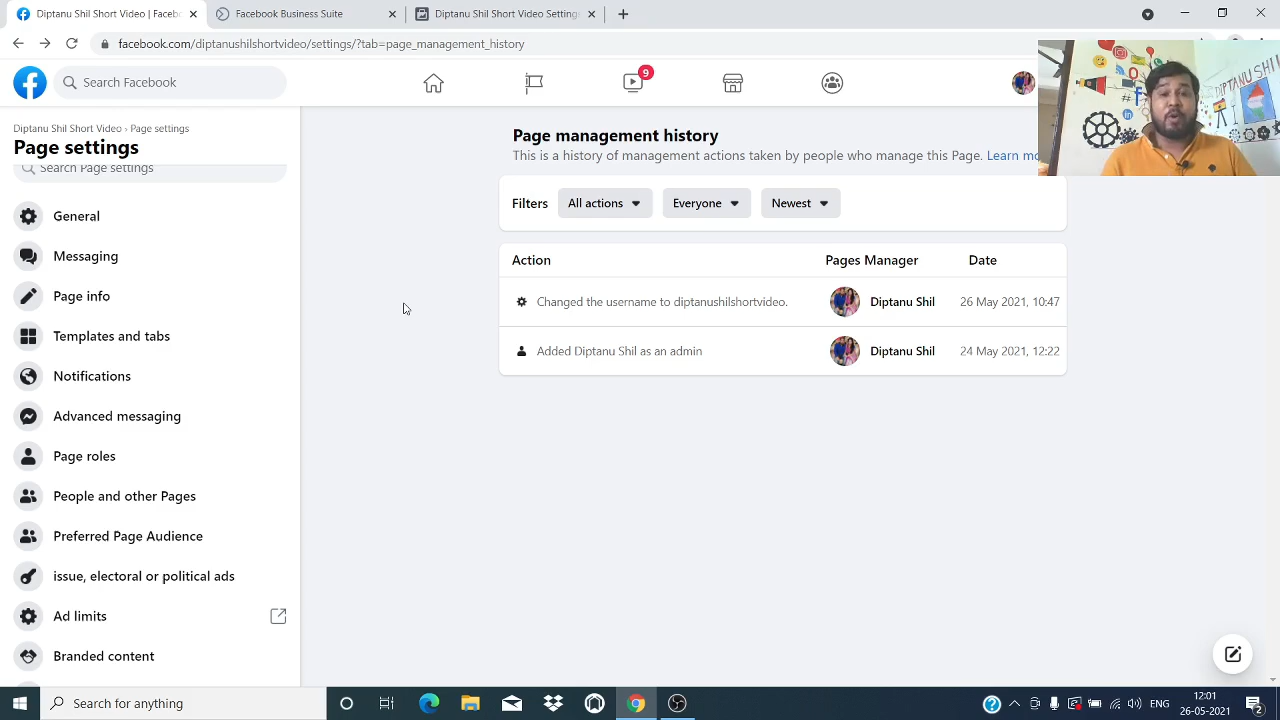 Diptanu Shil Short Video | Faceb
Facebook Business Suite
Diptanu Shil Short Video Setting
facebook.com/diptanushilshortvideo/settings/?tab=page_management_history
Search Facebook
9
DIPTANU SHIL
Diptanu Shil Short Video › Page settings
Page settings
Search Page settings
General
Messaging
Page info
Templates and tabs
Notifications
Advanced messaging
Page roles
People and other Pages
Preferred Page Audience
issue, electoral or political ads
Ad limits
Branded content
Page management history
This is a history of management actions taken by people who manage this Page. Learn mo
Filters
All actions
Everyone
Newest
Action Pages Manager Date
Changed the username to diptanushilshortvideo. Diptanu Shil 26 May 2021, 10:47
Added Diptanu Shil as an admin Diptanu Shil 24 May 2021, 12:22
Search for anything
ENG
12:01
26-05-2021
2